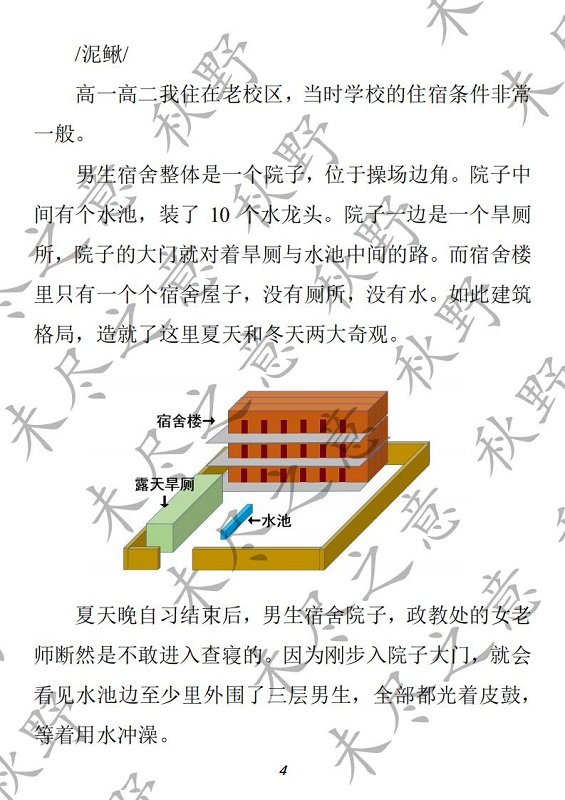 /泥鳅/
高一高二我住在老校区，当时学校的住宿条件非常
一般。
男生宿舍整体是一个院子，位于操场边角。院子中
间有个水池，装了 10 个水龙头。院子一边是一个旱厕
所，院子的大门就对着旱厕与水池中间的路。而宿舍楼
里只有一个个宿舍屋子，没有厕所，没有水。如此建筑
格局，造就了这里夏天和冬天两大奇观。
宿舍楼→
露天旱厕
↓
←水池
夏天晚自习结束后，男生宿舍院子，政教处的女老
师断然是不敢进入查寝的。因为刚步入院子大门，就会
看见水池边至少里外围了三层男生，全部都光着皮鼓，
等着用水冲澡。
4
秋野
未尽之意